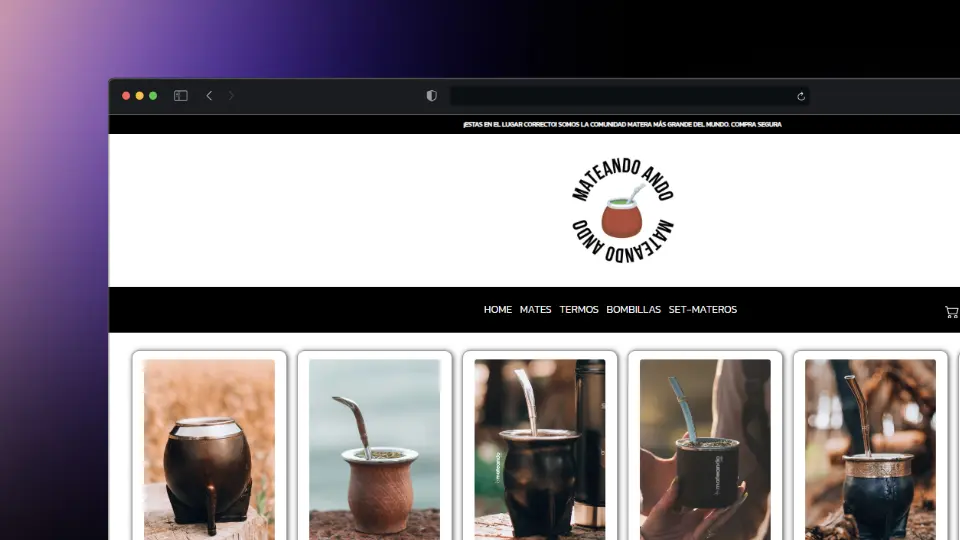 ¡ESTAS EN EL LUGAR CORRECTO! SOMOS LA COMUNIDAD MATERA MÁS GRANDE DEL MUNDO. COMPRA SEGURA
MATEANDO ANDO
MATEANDO ANDO
HOME MATES TERMOS BOMBILLAS SET-MATEROS
mateando